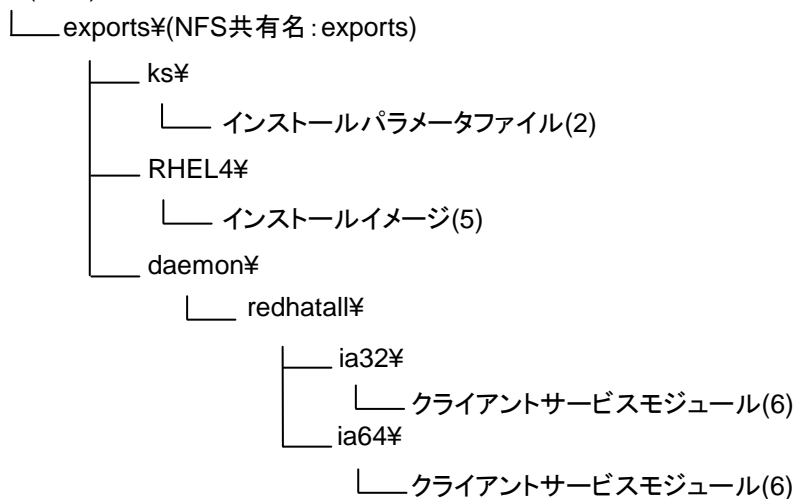 exports¥(NFS共有名:exports)
ks¥
インストールパラメータファイル(2)
RHEL4¥
インストールイメージ(5)
daemon¥
redhatall¥
ia32¥
クライアントサービスモジュール(6)
ia64¥
クライアントサービスモジュール(6)